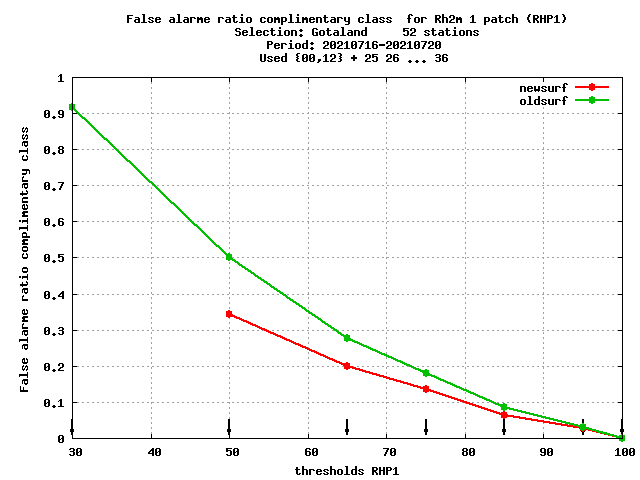 False alarme ratio complimentary class  for Rh2m 1 patch (RHP1)
Selection: Gotaland     52 stations
Period: 20210716-20210720
Used {00,12} + 25 26 ... 36
newsurf
oldsurf
False alarme ratio complimentary class
1
0.9
0.8
0.7
0.6
0.5
0.4
0.3
0.2
0.1
0
30 40 50 60 70 80 90 100
thresholds RHP1